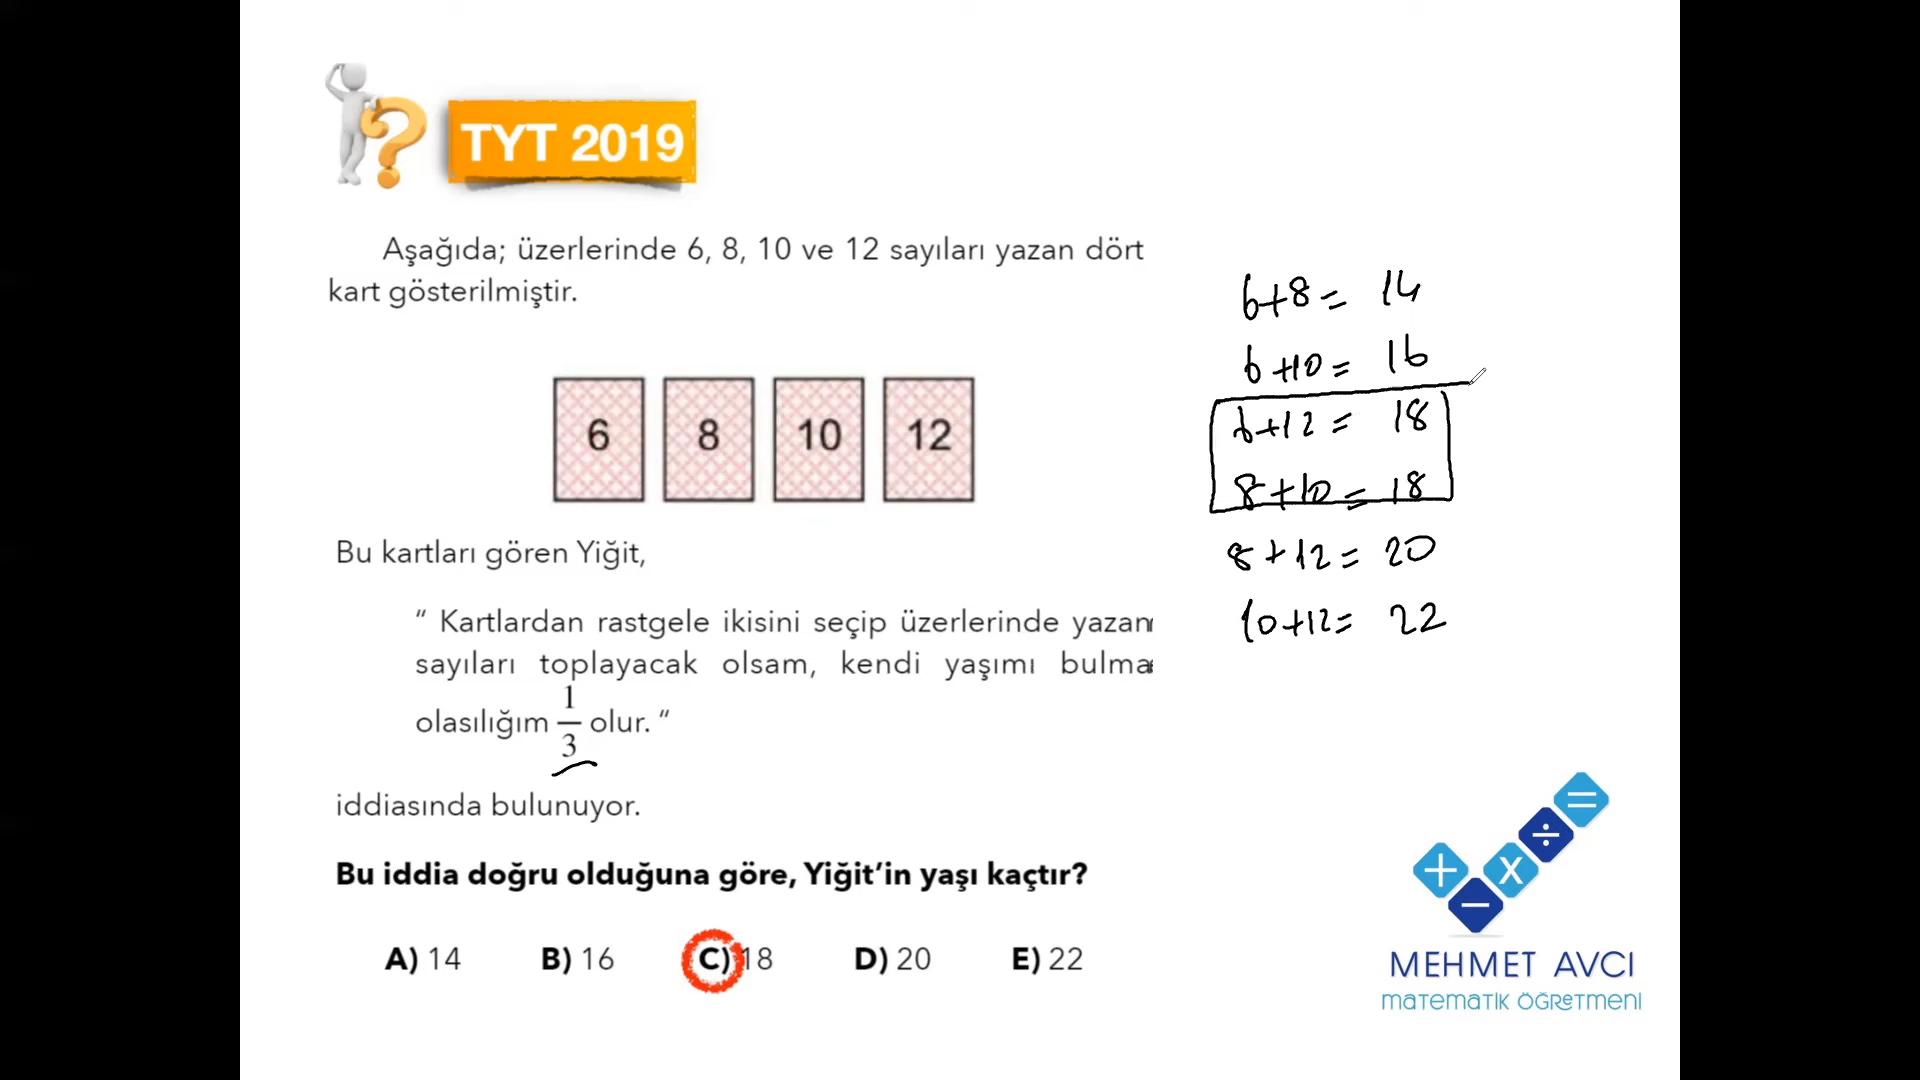 TYT 2019
Aşağıda; üzerlerinde 6, 8, 10 ve 12 sayıları yazan dört
kart gösterilmiştir.
6 8 10 12
Bu kartları gören Yiğit,
“ Kartlardan rastgele ikisini seçip üzerlerinde yazan
sayıları toplayacak olsam, kendi yaşımı bulma
olasılığım 1/3 olur. “
iddiasında bulunuyor.
Bu iddia doğru olduğuna göre, Yiğit’in yaşı kaçtır?
A) 14 B) 16 C) 18 D) 20 E) 22
6+8= 14
6+10= 16
6+12= 18
8+10=18
8+12= 20
10+12= 22
+ − x ÷ =
MEHMET AVCI
matematik öğretmeni